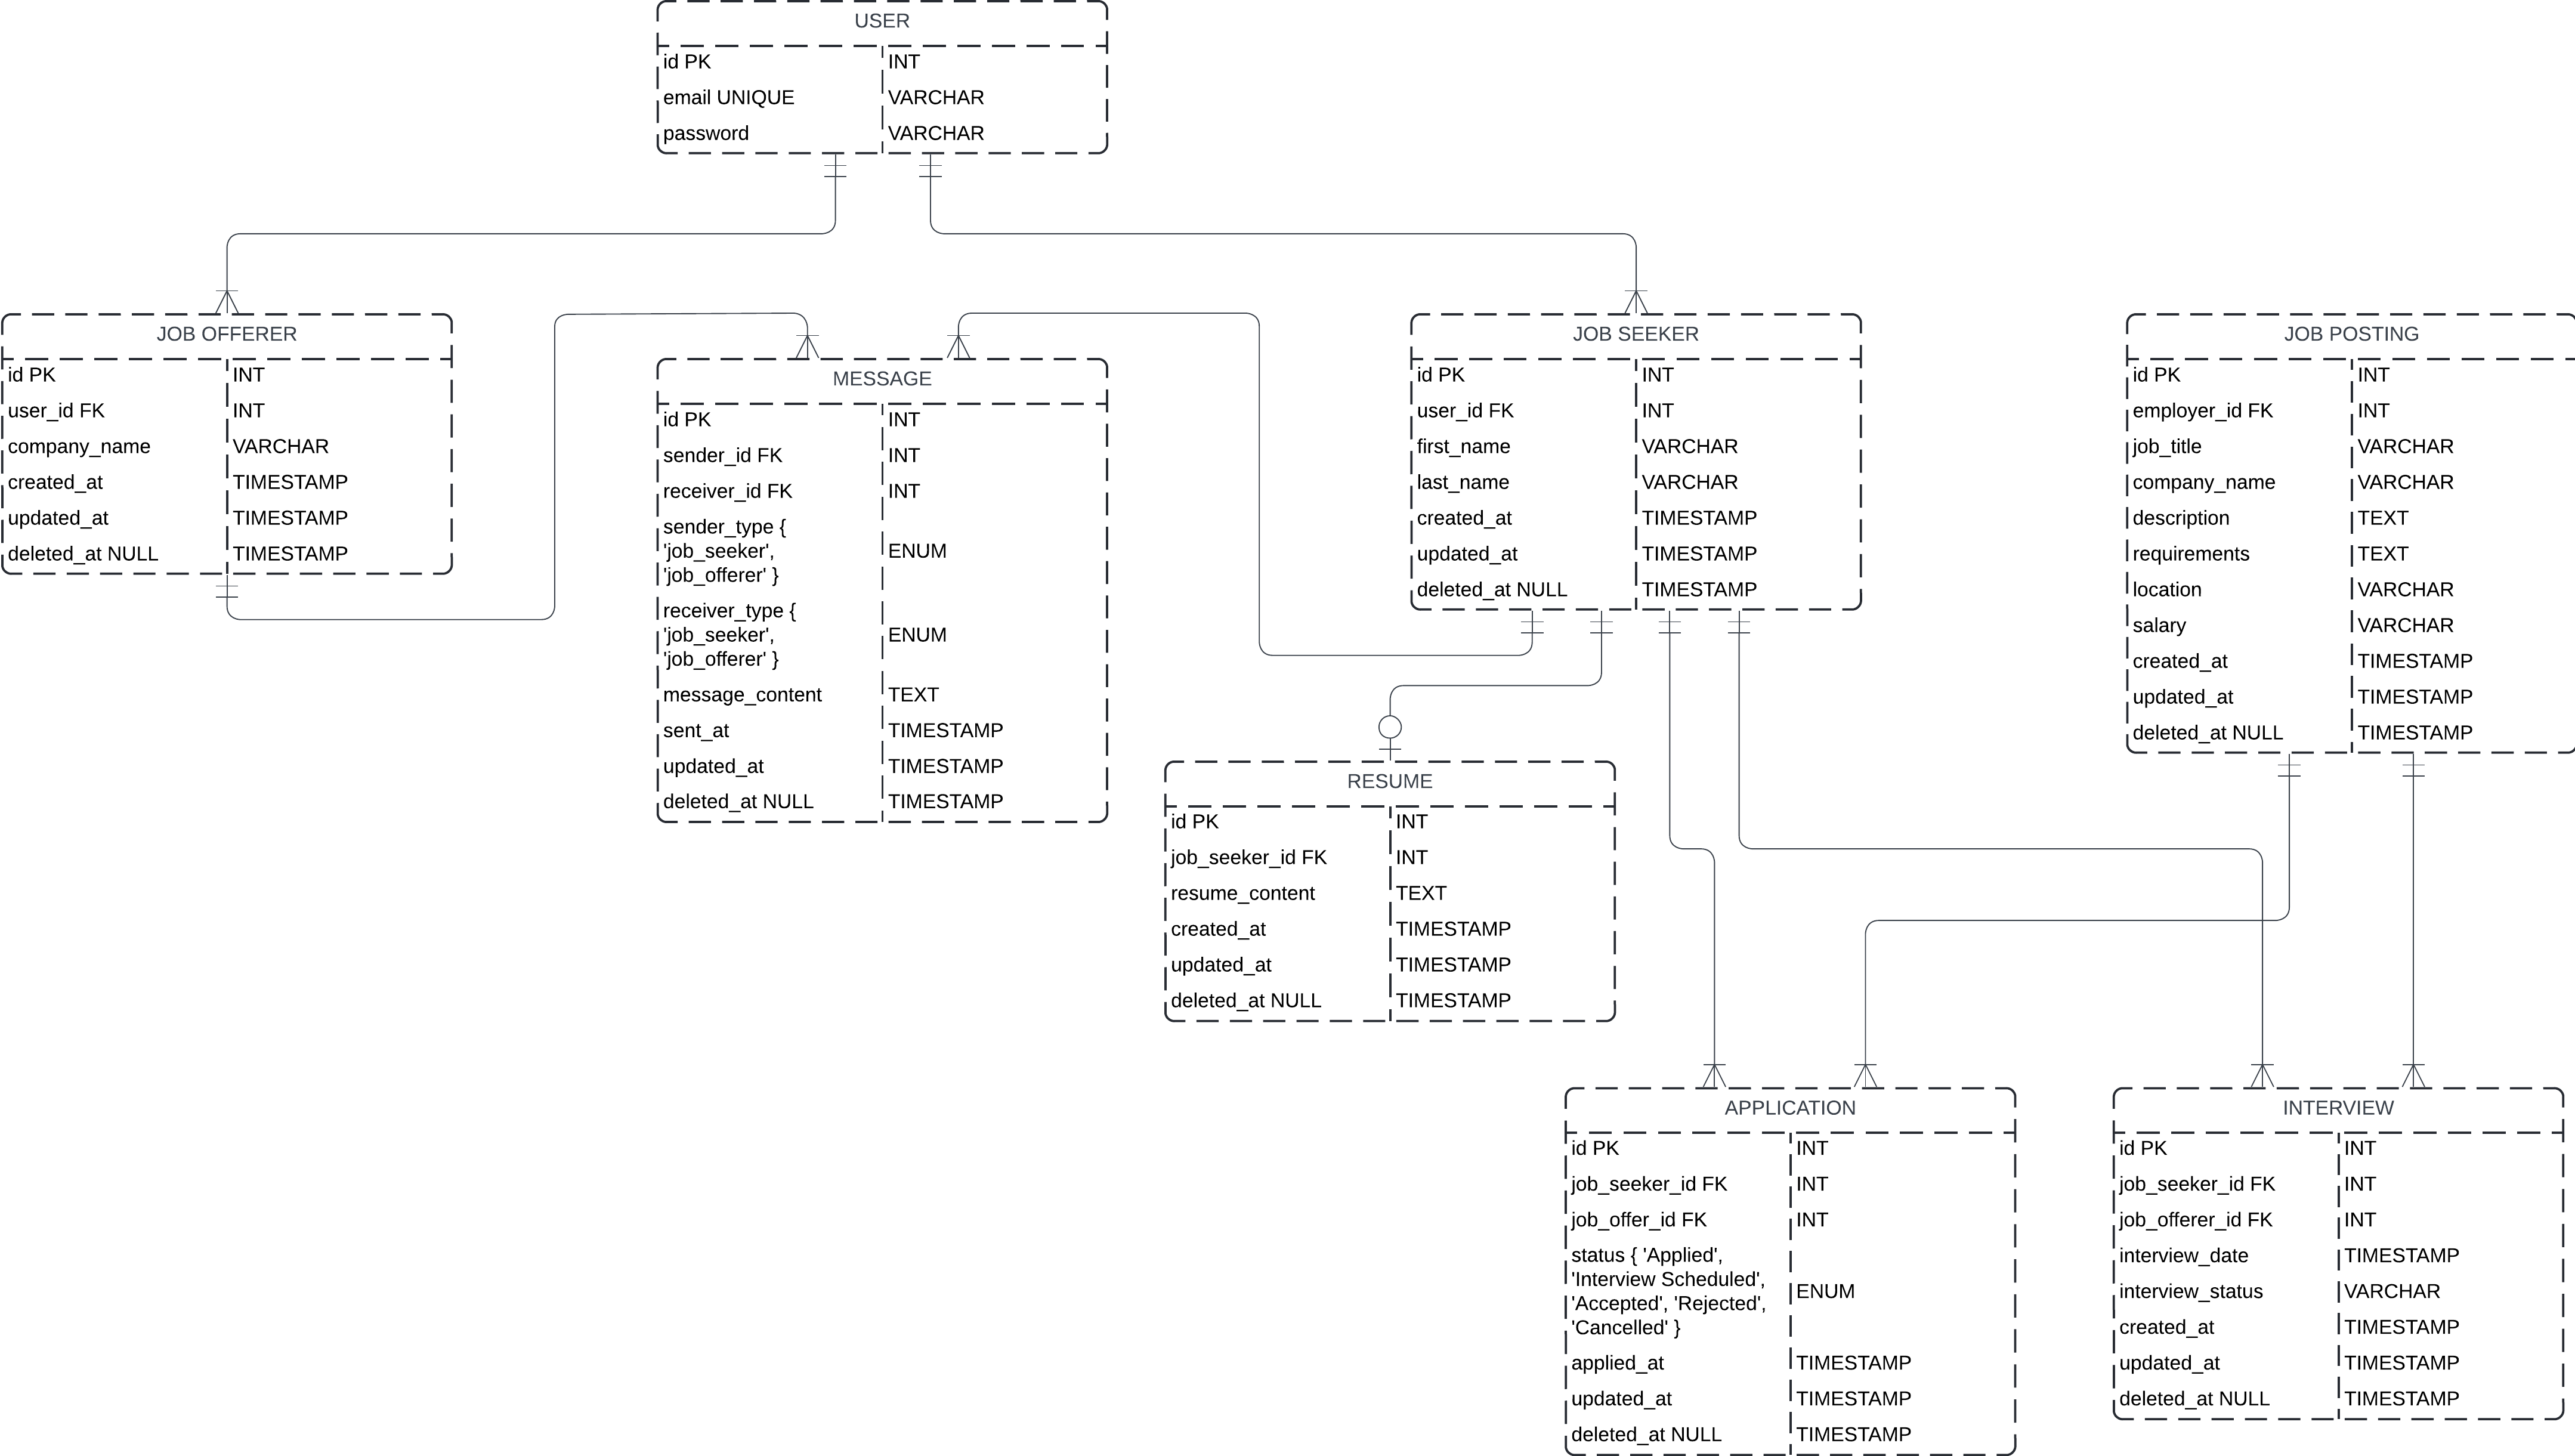 USER
id PK INT
email UNIQUE VARCHAR
password VARCHAR
JOB OFFERER
id PK INT
user_id FK INT
company_name VARCHAR
created_at TIMESTAMP
updated_at TIMESTAMP
deleted_at NULL TIMESTAMP
MESSAGE
id PK INT
sender_id FK INT
receiver_id FK INT
sender_type {
'job_seeker', ENUM
'job_offerer' }
receiver_type {
'job_seeker', ENUM
'job_offerer' }
message_content TEXT
sent_at TIMESTAMP
updated_at TIMESTAMP
deleted_at NULL TIMESTAMP
JOB SEEKER
id PK INT
user_id FK INT
first_name VARCHAR
last_name VARCHAR
created_at TIMESTAMP
updated_at TIMESTAMP
deleted_at NULL TIMESTAMP
JOB POSTING
id PK INT
employer_id FK INT
job_title VARCHAR
company_name VARCHAR
description TEXT
requirements TEXT
location VARCHAR
salary VARCHAR
created_at TIMESTAMP
updated_at TIMESTAMP
deleted_at NULL TIMESTAMP
RESUME
id PK INT
job_seeker_id FK INT
resume_content TEXT
created_at TIMESTAMP
updated_at TIMESTAMP
deleted_at NULL TIMESTAMP
APPLICATION
id PK INT
job_seeker_id FK INT
job_offer_id FK INT
status { 'Applied',
'Interview Scheduled', ENUM
'Accepted', 'Rejected',
'Cancelled' }
applied_at TIMESTAMP
updated_at TIMESTAMP
deleted_at NULL TIMESTAMP
INTERVIEW
id PK INT
job_seeker_id FK INT
job_offerer_id FK INT
interview_date TIMESTAMP
interview_status VARCHAR
created_at TIMESTAMP
updated_at TIMESTAMP
deleted_at NULL TIMESTAMP